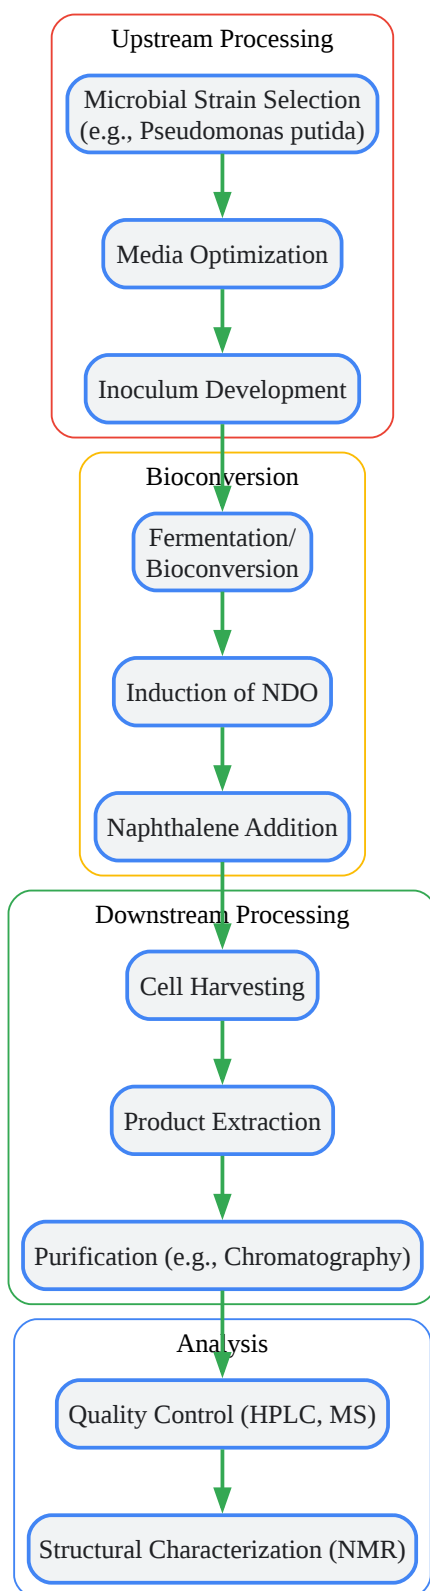 Upstream Processing
Microbial Strain Selection
(e.g., Pseudomonas putida)
Media Optimization
Inoculum Development
Bioconversion
Fermentation/
Bioconversion
Induction of NDO
Naphthalene Addition
Downstream Processing
Cell Harvesting
Product Extraction
Purification (e.g., Chromatography)
Analysis
Quality Control (HPLC, MS)
Structural Characterization (NMR)